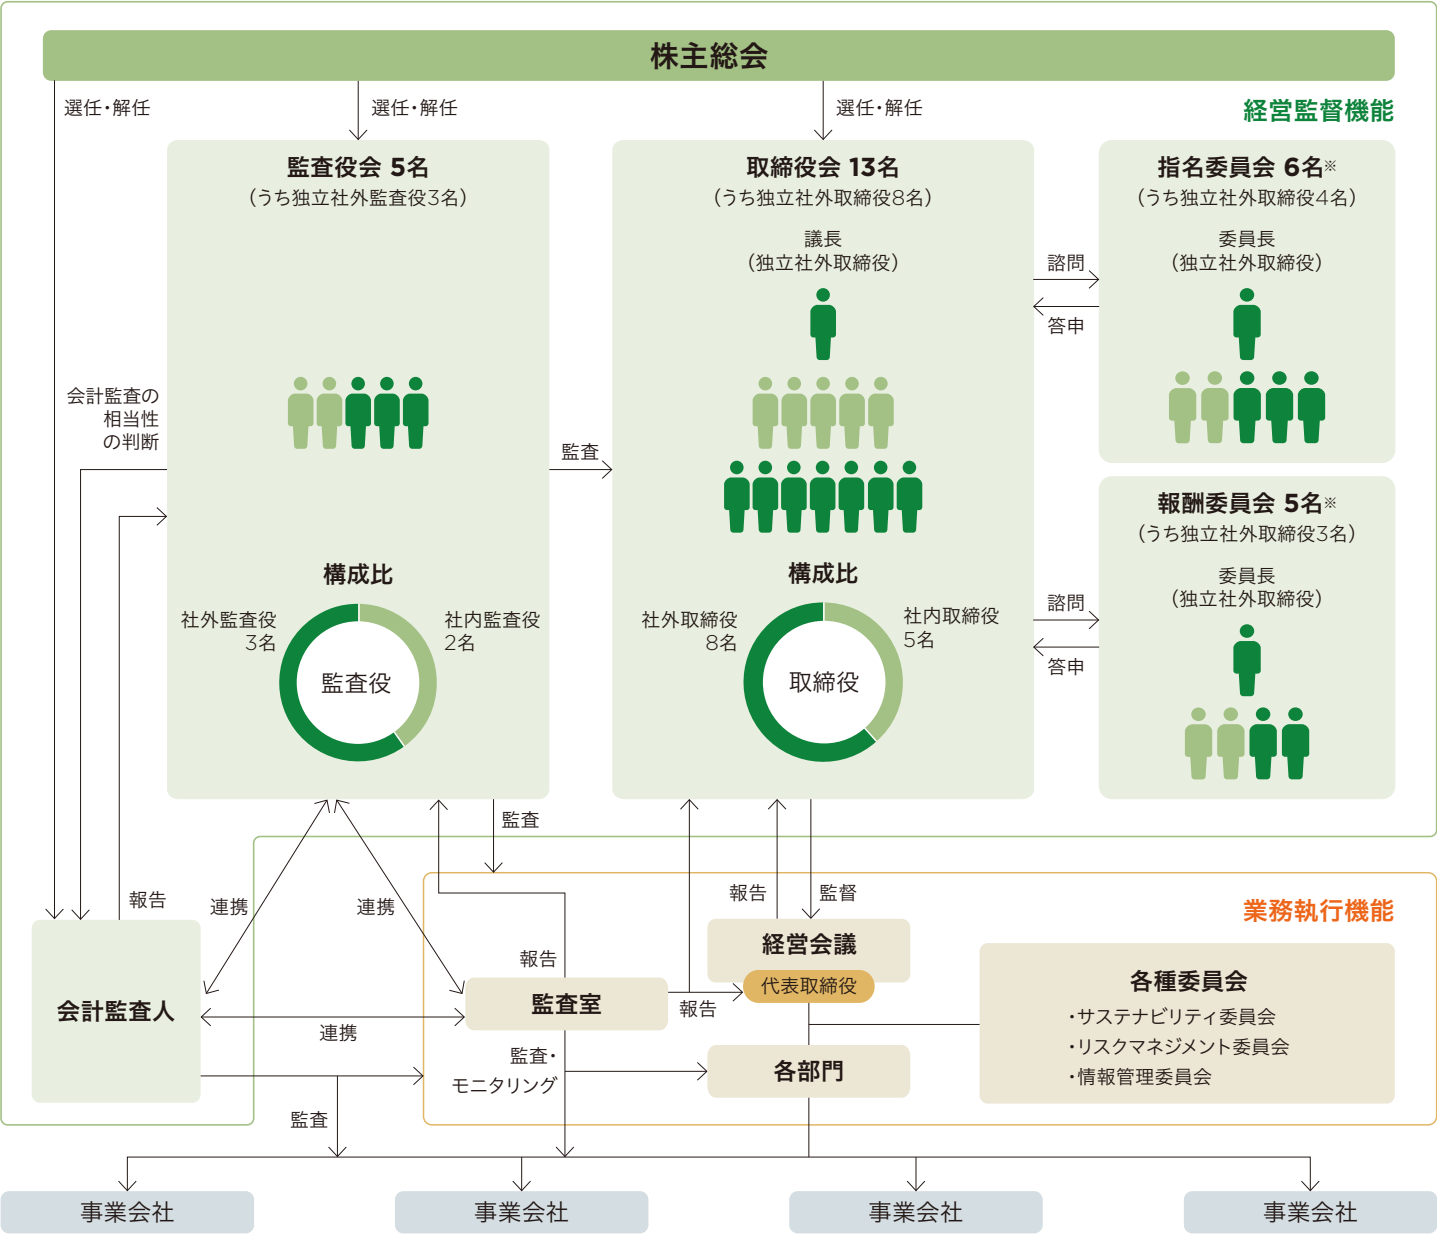 株主総会
選任・解任
選任・解任
選任・解任
経営監督機能
監査役会 5名
(うち独立社外監査役3名)
取締役会 13名
(うち独立社外取締役8名)
議長
(独立社外取締役)
指名委員会 6名※
(うち独立社外取締役4名)
委員長
(独立社外取締役)
諮問
答申
会計監査の
相当性
の判断
監査
報酬委員会 5名※
(うち独立社外取締役3名)
委員長
(独立社外取締役)
諮問
答申
構成比
社外監査役
3名
社内監査役
2名
監査役
構成比
社外取締役
8名
社内取締役
5名
取締役
監査
報告
連携
連携
報告
報告
監督
業務執行機能
経営会議
代表取締役
会計監査人
監査室
報告
連携
各種委員会
・サステナビリティ委員会
・リスクマネジメント委員会
・情報管理委員会
監査・
モニタリング
各部門
監査
事業会社
事業会社
事業会社
事業会社